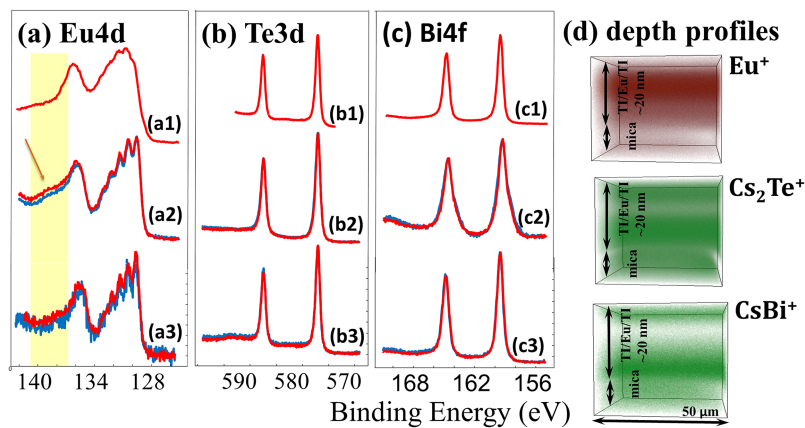 (a) Eu4d
(b) Te3d
(c) Bi4f
(d) depth profiles
(a1)
(a2)
(a3)
140 134 128
(b1)
(b2)
(b3)
590 580 570
(c1)
(c2)
(c3)
168 162 156
Binding Energy (eV)
Eu⁺
TI/Eu/TI
~20 nm
mica
Cs₂Te⁺
TI/Eu/TI
~20 nm
mica
CsBi⁺
TI/Eu/TI
~20 nm
mica
50 μm